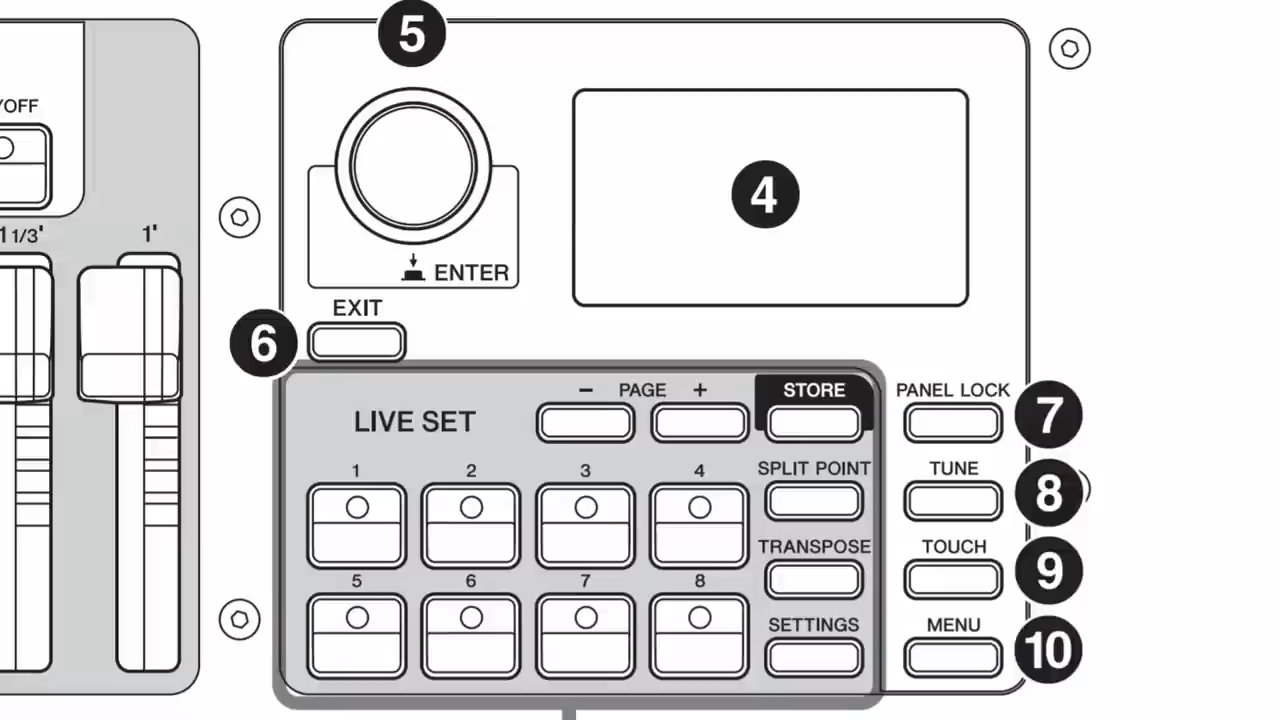 5
/OFF
4
1 1/3'
1'
ENTER
EXIT
6
LIVE SET
− PAGE +
STORE
PANEL LOCK
7
1 2 3 4
SPLIT POINT
TUNE
8
5 6 7 8
TRANSPOSE
TOUCH
9
SETTINGS
MENU
10